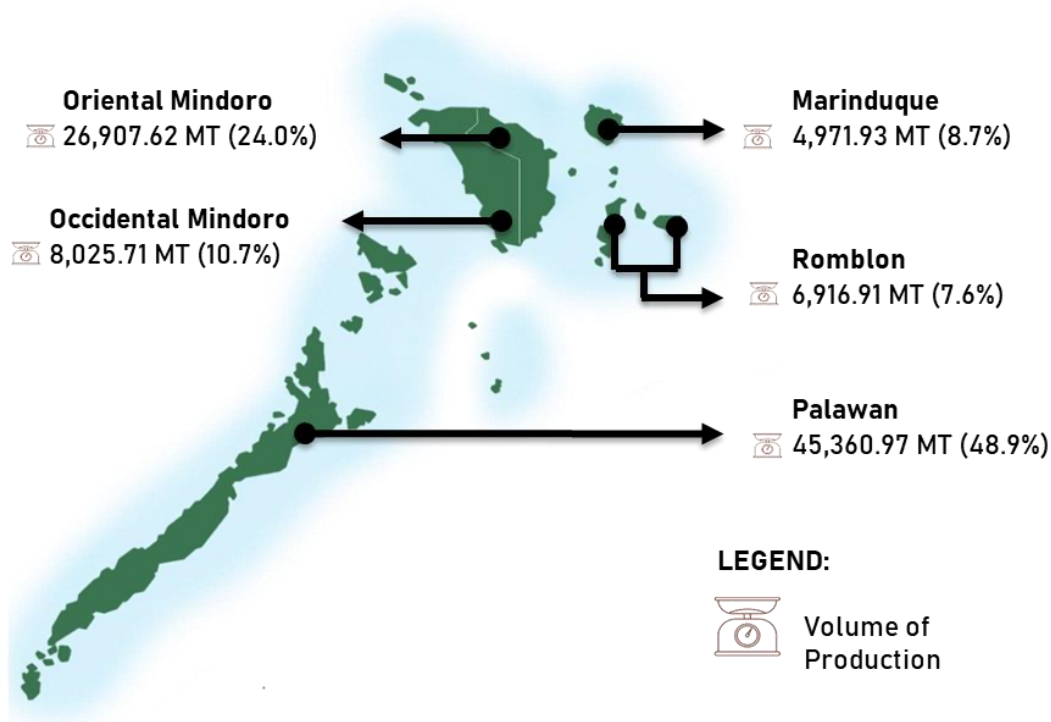 Oriental Mindoro
26,907.62 MT (24.0%)
Occidental Mindoro
8,025.71 MT (10.7%)
Marinduque
4,971.93 MT (8.7%)
Romblon
6,916.91 MT (7.6%)
Palawan
45,360.97 MT (48.9%)
LEGEND:
Volume of
Production